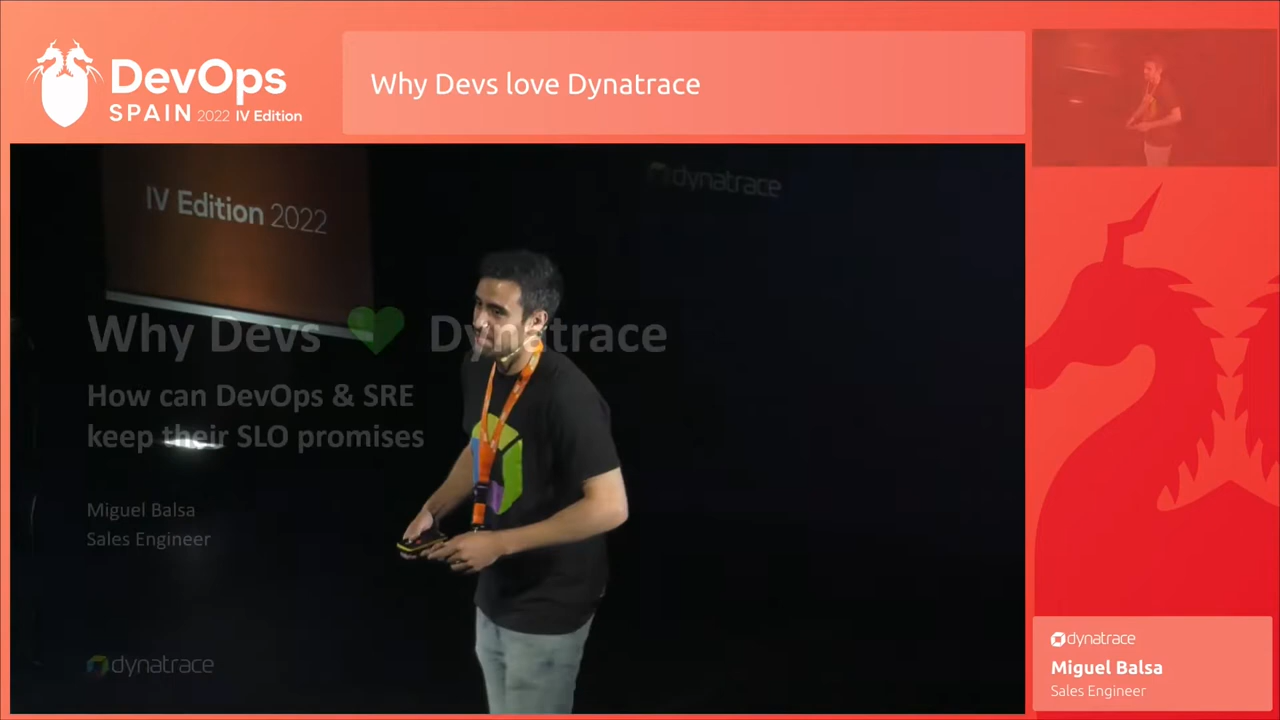 DevOps
SPAIN 2022 IV Edition
Why Devs love Dynatrace
IV Edition 2022
dynatrace
Why Devs Dynatrace
How can DevOps & SRE
keep their SLO promises
Miguel Balsa
Sales Engineer
dynatrace
dynatrace
Miguel Balsa
Sales Engineer